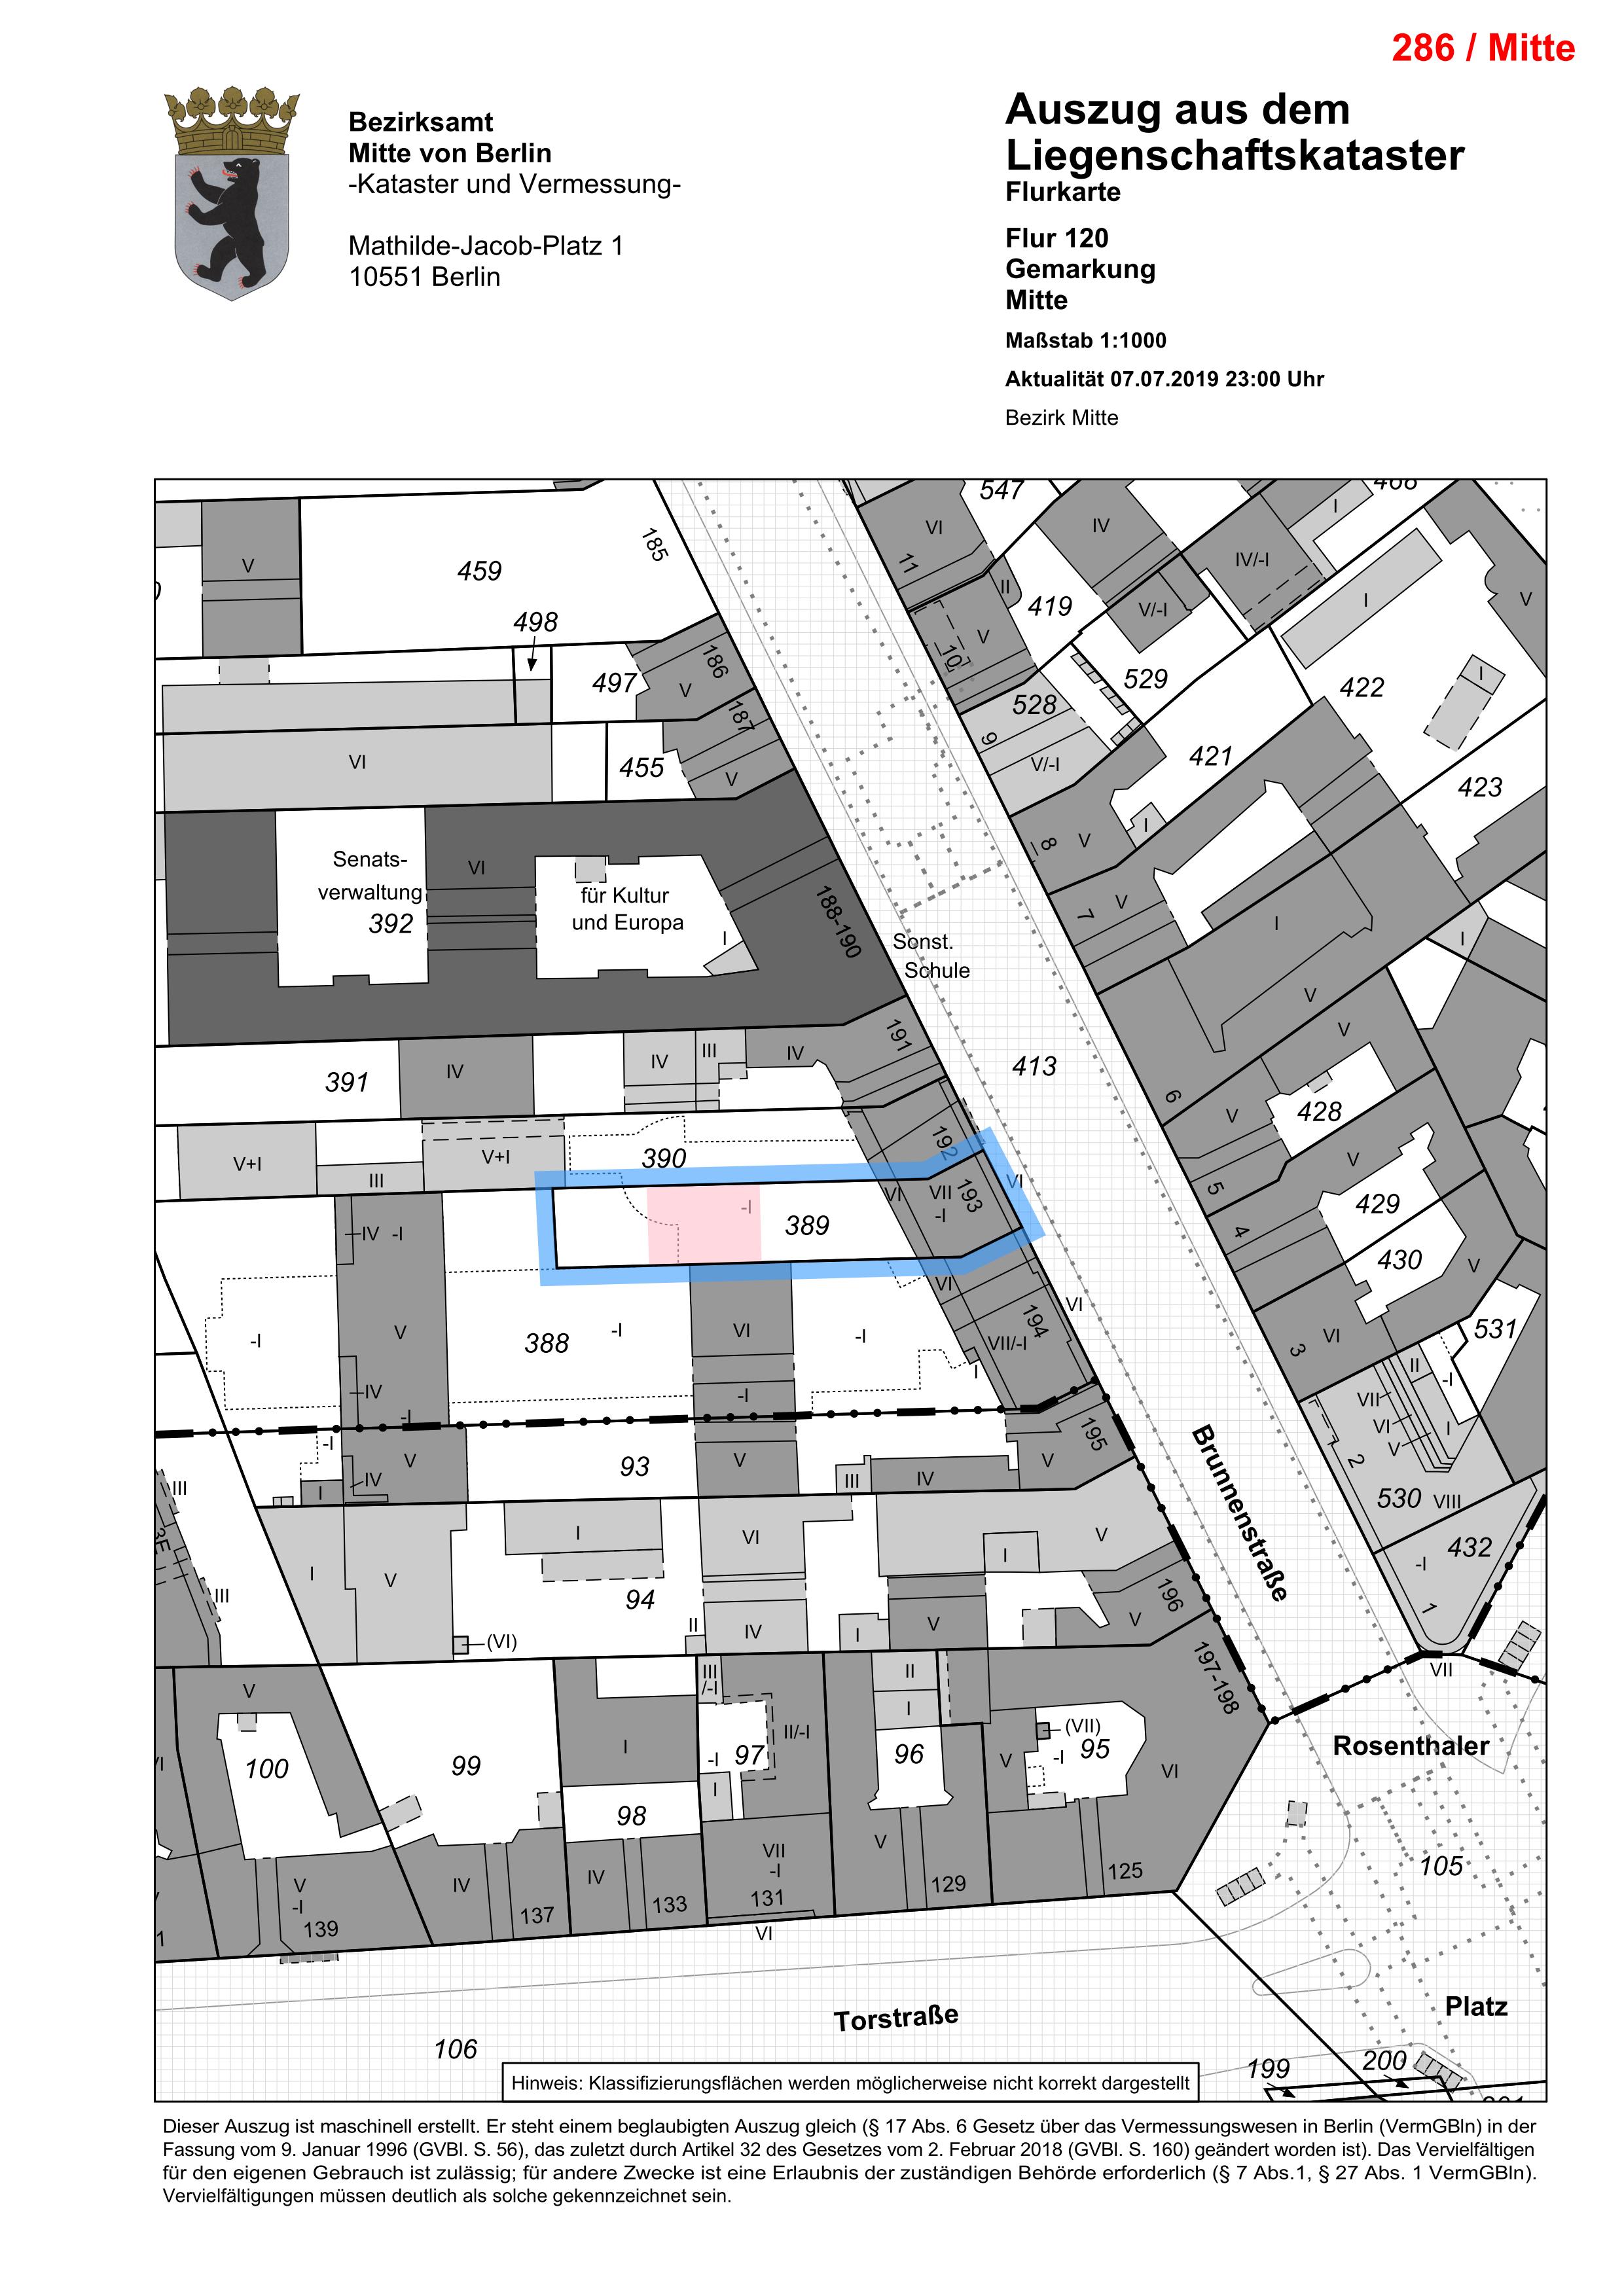 286 / Mitte
Bezirksamt
Mitte von Berlin
-Kataster und Vermessung-
Mathilde-Jacob-Platz 1
10551 Berlin
Auszug aus dem
Liegenschaftskataster
Flurkarte
Flur 120
Gemarkung
Mitte
Maßstab 1:1000
Aktualität 07.07.2019 23:00 Uhr
Bezirk Mitte
547
I
VI
IV
185
11
IV/-I
V
459
II
I
V
419
V/-I
498
V
10
186
529
497
V
422
I
528
187
9
421
VI
455
V
V/-I
423
I
8
V
Senats-
VI
verwaltung
für Kultur
392
und Europa
188-190
V
7
I
I
I
Sonst.
Schule
V
191
V
IV
III
IV
413
391
IV
6
V
428
192
V
V+I
V+I
390
III
VI
5
VI
VII
193
-I
-I
389
429
IV
-I
4
430
V
VI
VI
194
531
-I
V
388
-I
VI
-I
VII/-I
3
VI
I
II
-I
IV
-I
VII
-I
VI
I
V
-I
195
Brunnenstraße
2
V
93
V
V
III
IV
IV
III
I
530
VIII
3E
I
VI
V
432
I
-I
I
V
III
94
196
1
II
IV
I
V
V
(VI)
197-198
VII
V
III
/-I
II
I
II/-I
(VII)
Rosenthaler
100
99
I
-I
97
96
V
-I
95
VI
I
98
V
VII
-I
105
V
-I
IV
IV
139
137
133
131
129
125
VI
Platz
Torstraße
106
199
200
Hinweis: Klassifizierungsflächen werden möglicherweise nicht korrekt dargestellt
Dieser Auszug ist maschinell erstellt. Er steht einem beglaubigten Auszug gleich (§ 17 Abs. 6 Gesetz über das Vermessungswesen in Berlin (VermGBln) in der
Fassung vom 9. Januar 1996 (GVBl. S. 56), das zuletzt durch Artikel 32 des Gesetzes vom 2. Februar 2018 (GVBl. S. 160) geändert worden ist). Das Vervielfältigen
für den eigenen Gebrauch ist zulässig; für andere Zwecke ist eine Erlaubnis der zuständigen Behörde erforderlich (§ 7 Abs.1, § 27 Abs. 1 VermGBln).
Vervielfältigungen müssen deutlich als solche gekennzeichnet sein.